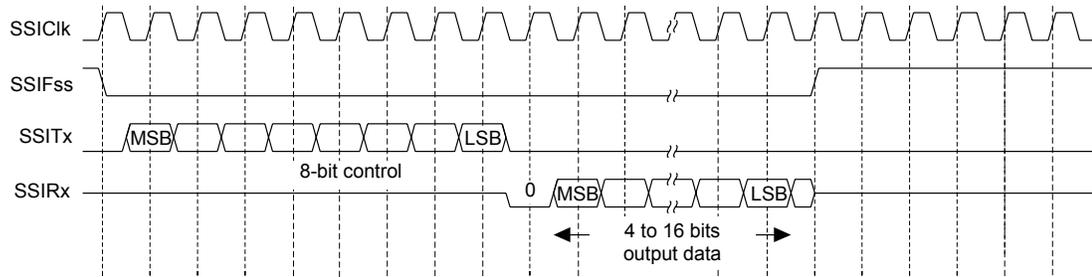 SSIClk
SSIFss
SSITx MSB LSB
8-bit control
SSIRx 0 MSB LSB
4 to 16 bits
output data